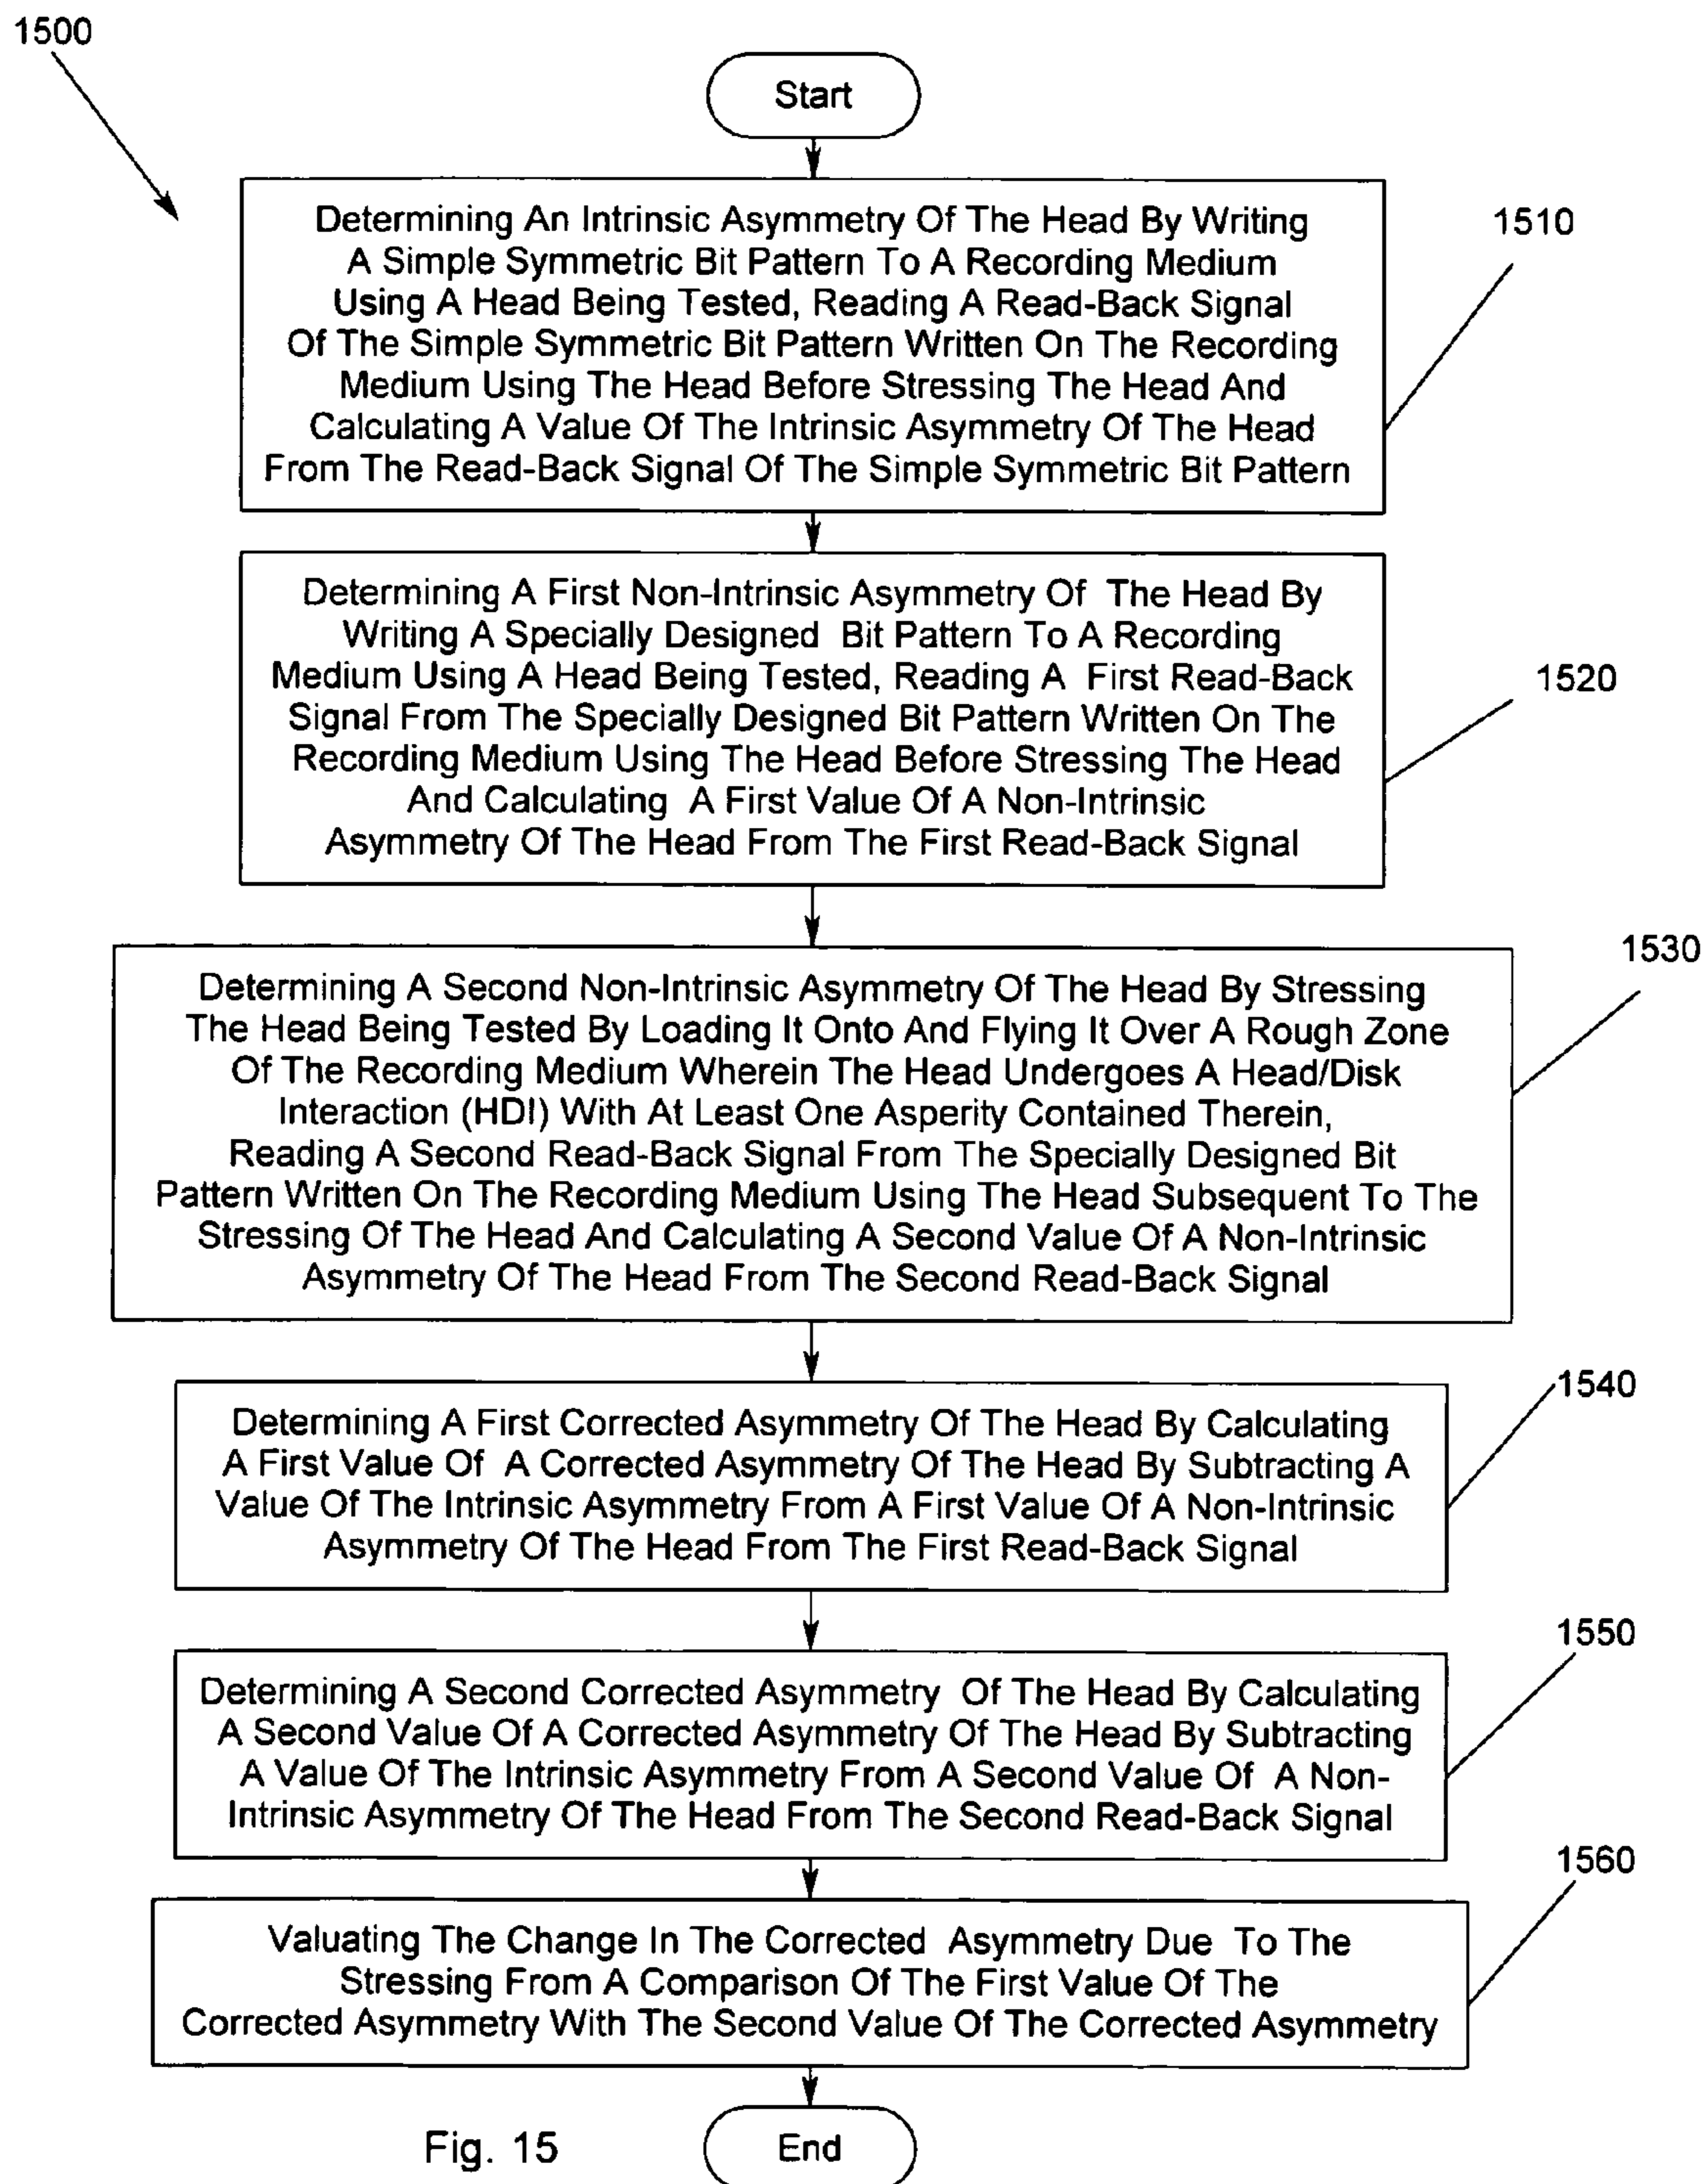 1500
Start
Determining An Intrinsic Asymmetry Of The Head By Writing
A Simple Symmetric Bit Pattern To A Recording Medium
Using A Head Being Tested, Reading A Read-Back Signal
Of The Simple Symmetric Bit Pattern Written On The Recording
Medium Using The Head Before Stressing The Head And
Calculating A Value Of The Intrinsic Asymmetry Of The Head
From The Read-Back Signal Of The Simple Symmetric Bit Pattern
1510
Determining A First Non-Intrinsic Asymmetry Of The Head By
Writing A Specially Designed Bit Pattern To A Recording
Medium Using A Head Being Tested, Reading A First Read-Back
Signal From The Specially Designed Bit Pattern Written On The
Recording Medium Using The Head Before Stressing The Head
And Calculating A First Value Of A Non-Intrinsic
Asymmetry Of The Head From The First Read-Back Signal
1520
Determining A Second Non-Intrinsic Asymmetry Of The Head By Stressing
The Head Being Tested By Loading It Onto And Flying It Over A Rough Zone
Of The Recording Medium Wherein The Head Undergoes A Head/Disk
Interaction (HDI) With At Least One Asperity Contained Therein,
Reading A Second Read-Back Signal From The Specially Designed Bit
Pattern Written On The Recording Medium Using The Head Subsequent To The
Stressing Of The Head And Calculating A Second Value Of A Non-Intrinsic
Asymmetry Of The Head From The Second Read-Back Signal
1530
Determining A First Corrected Asymmetry Of The Head By Calculating
A First Value Of A Corrected Asymmetry Of The Head By Subtracting A
Value Of The Intrinsic Asymmetry From A First Value Of A Non-Intrinsic
Asymmetry Of The Head From The First Read-Back Signal
1540
Determining A Second Corrected Asymmetry Of The Head By Calculating
A Second Value Of A Corrected Asymmetry Of The Head By Subtracting
A Value Of The Intrinsic Asymmetry From A Second Value Of A Non-
Intrinsic Asymmetry Of The Head From The Second Read-Back Signal
1550
Valuating The Change In The Corrected Asymmetry Due To The
Stressing From A Comparison Of The First Value Of The
Corrected Asymmetry With The Second Value Of The Corrected Asymmetry
1560
Fig. 15
End